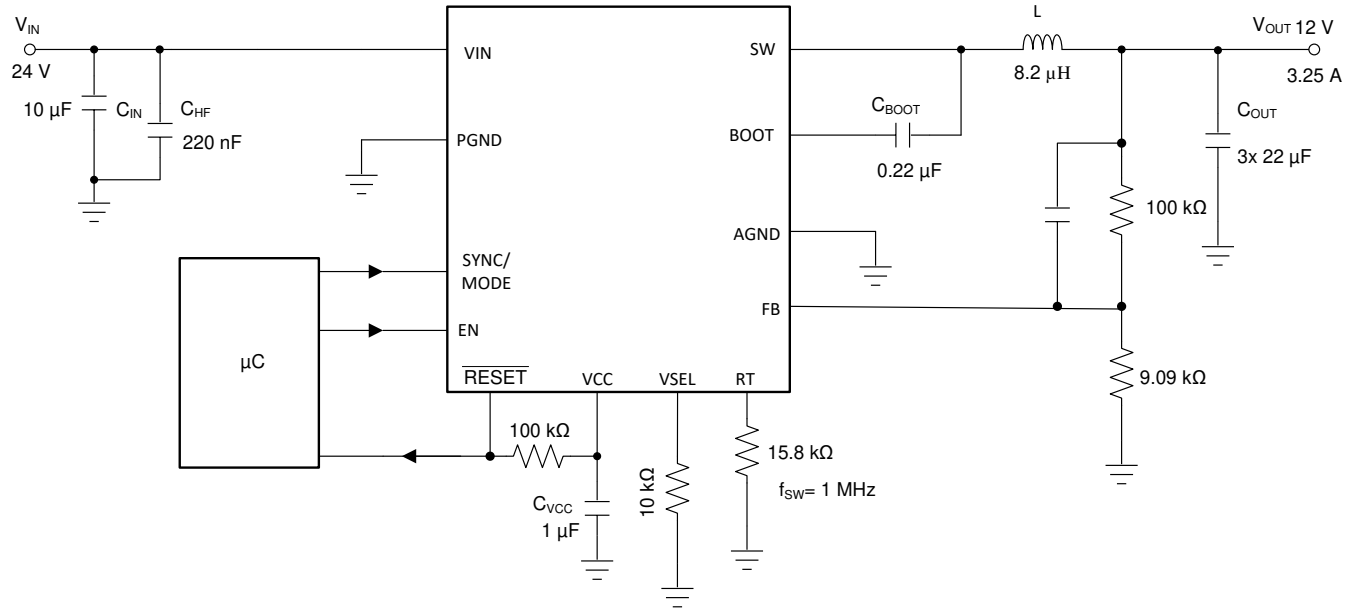 V_IN
24 V
10 µF
C_IN
C_HF
220 nF
VIN
PGND
SYNC/
MODE
EN
RESET
VCC
VSEL
RT
SW
BOOT
AGND
FB
L
8.2 µH
C_BOOT
0.22 µF
V_OUT 12 V
3.25 A
C_OUT
3x 22 µF
100 kΩ
9.09 kΩ
µC
100 kΩ
C_VCC
1 µF
10 kΩ
15.8 kΩ
f_SW= 1 MHz